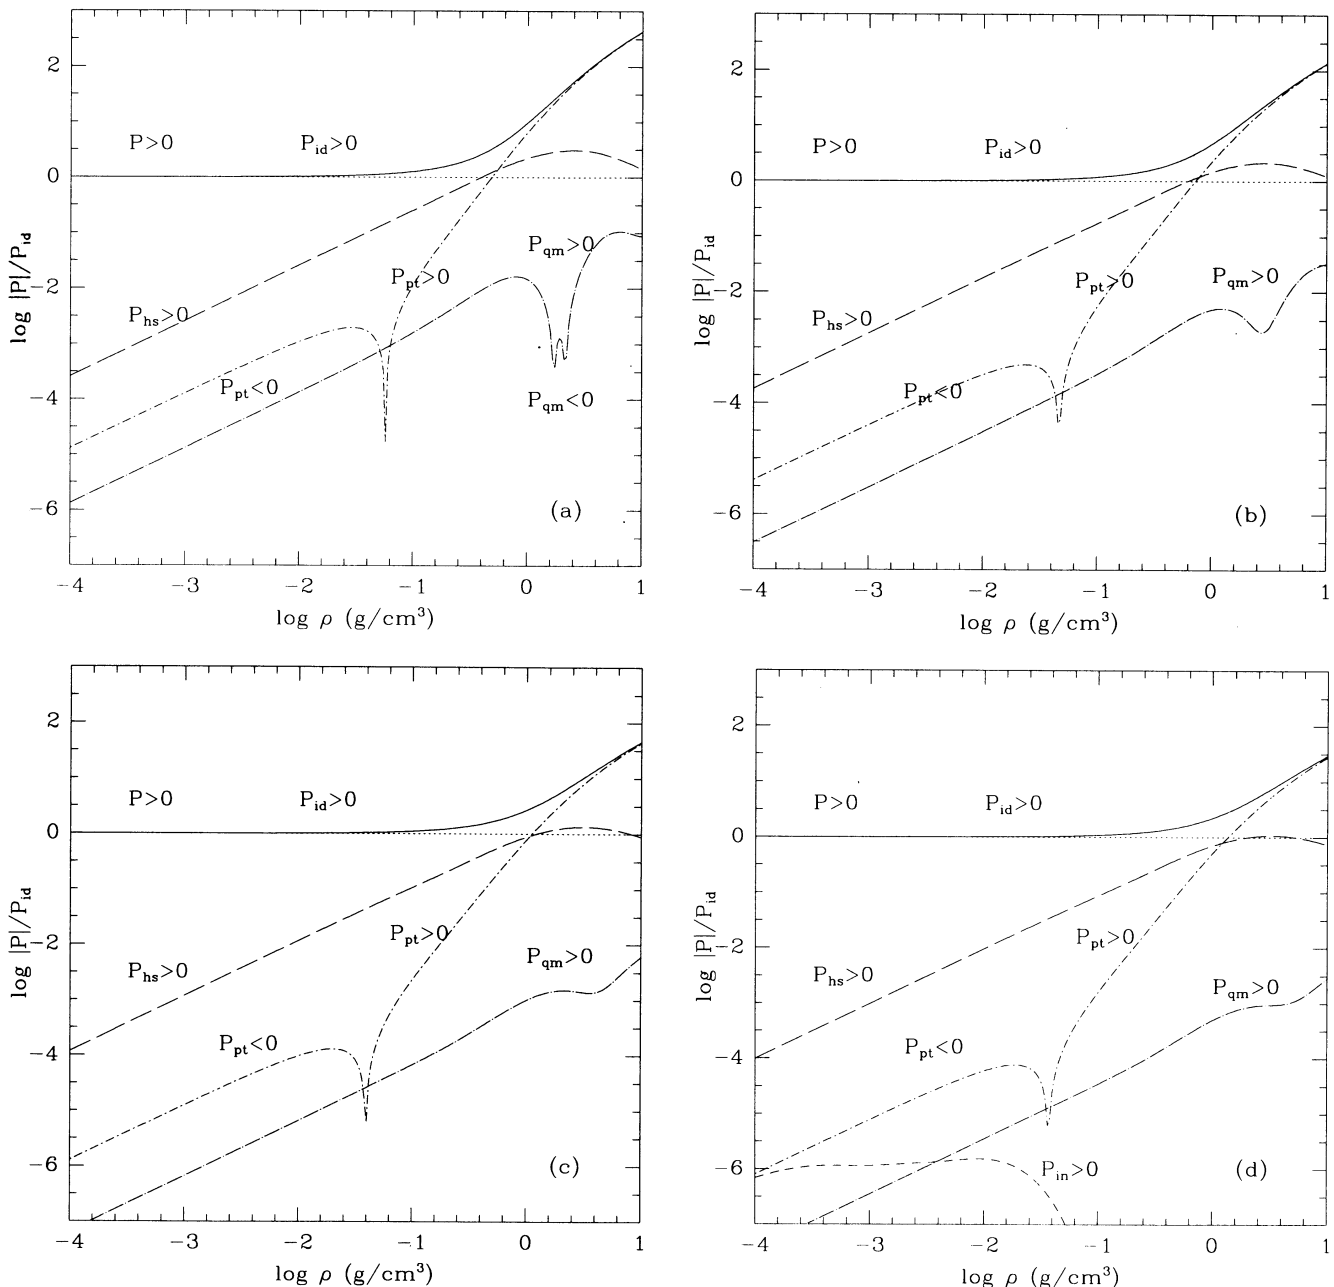 2
P>0
P_id>0
0
log |P|/P_id
P_qm>0
P_pt>0
-2
P_hs>0
P_pt<0
P_qm<0
-4
-6
(a)
-4 -3 -2 -1 0 1
log ρ (g/cm³)
2
P>0
P_id>0
0
log |P|/P_id
P_pt>0
P_qm>0
-2
P_hs>0
P_pt<0
-4
-6
(b)
-4 -3 -2 -1 0 1
log ρ (g/cm³)
2
P>0
P_id>0
0
log |P|/P_id
P_pt>0
P_qm>0
-2
P_hs>0
P_pt<0
-4
-6
(c)
-4 -3 -2 -1 0 1
log ρ (g/cm³)
2
P>0
P_id>0
0
log |P|/P_id
P_pt>0
P_qm>0
-2
P_hs>0
P_pt<0
-4
-6
P_in>0
(d)
-4 -3 -2 -1 0 1
log ρ (g/cm³)